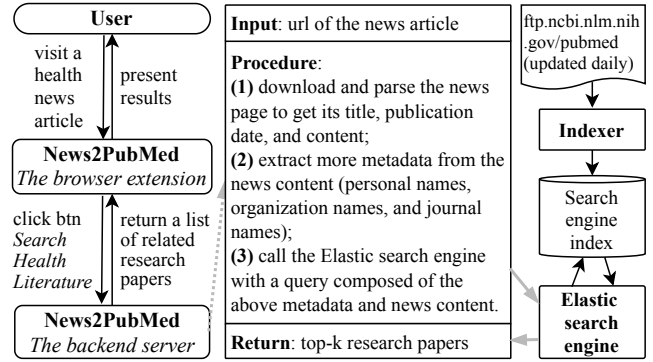 User
visit a
health
news
article
present
results
News2PubMed
The browser extension
click btn
Search
Health
Literature
return a list
of related
research
papers
News2PubMed
The backend server
Input: url of the news article
Procedure:
(1) download and parse the news
page to get its title, publication
date, and content;
(2) extract more metadata from the
news content (personal names,
organization names, and journal
names);
(3) call the Elastic search engine
with a query composed of the
above metadata and news content.
Return: top-k research papers
ftp.ncbi.nlm.nih
.gov/pubmed
(updated daily)
Indexer
Search
engine
index
Elastic
search
engine